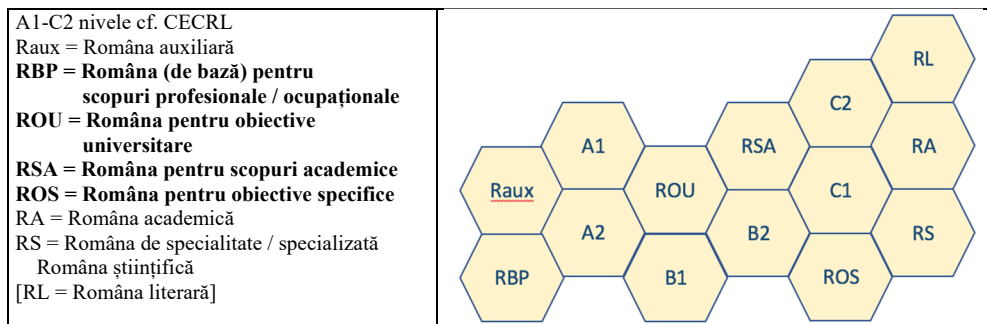 A1-C2 nivele cf. CECRL
Raux = Româna auxiliară
RBP = Româna (de bază) pentru
scopuri profesionale / ocupaționale
ROU = Româna pentru obiective
universitare
RSA = Româna pentru scopuri academice
ROS = Româna pentru obiective specifice
RA = Româna academică
RS = Româna de specialitate / specializată
Româna științifică
[RL = Româna literară]
RL
C2
A1
RSA
RA
Raux
ROU
C1
A2
B2
RS
RBP
B1
ROS